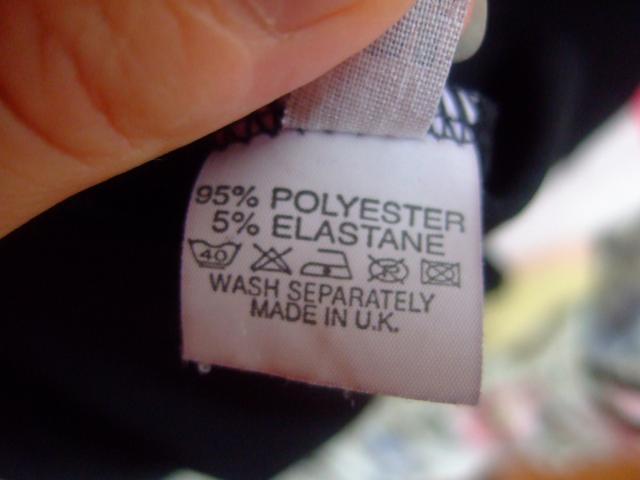 95% POLYESTER
5% ELASTANE
40 R
WASH SEPARATELY
MADE IN U.K.